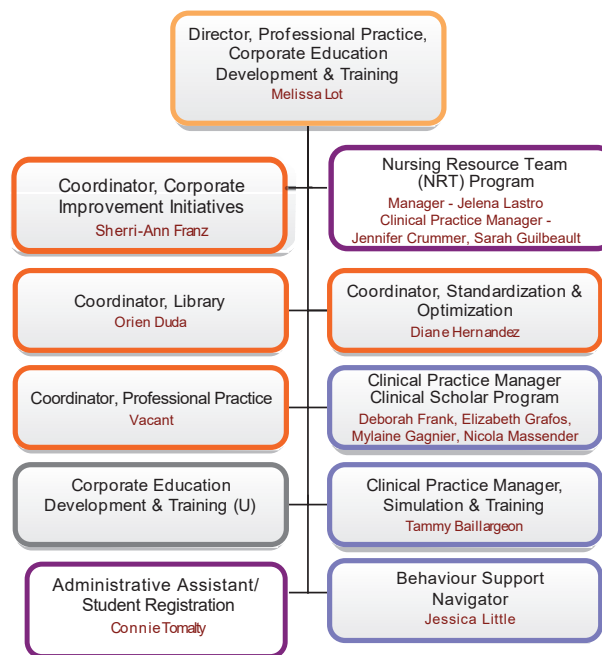 Director, Professional Practice,
Corporate Education
Development & Training
Melissa Lot
Coordinator, Corporate
Improvement Initiatives
Sherri-Ann Franz
Nursing Resource Team
(NRT) Program
Manager - Jelena Lastro
Clinical Practice Manager -
Jennifer Crummer, Sarah Guilbeault
Coordinator, Library
Orien Duda
Coordinator, Standardization &
Optimization
Diane Hernandez
Coordinator, Professional Practice
Vacant
Clinical Practice Manager
Clinical Scholar Program
Deborah Frank, Elizabeth Grafos,
Mylaine Gagnier, Nicola Massender
Corporate Education
Development & Training (U)
Clinical Practice Manager,
Simulation & Training
Tammy Baillargeon
Administrative Assistant/
Student Registration
Connie Tomalty
Behaviour Support
Navigator
Jessica Little